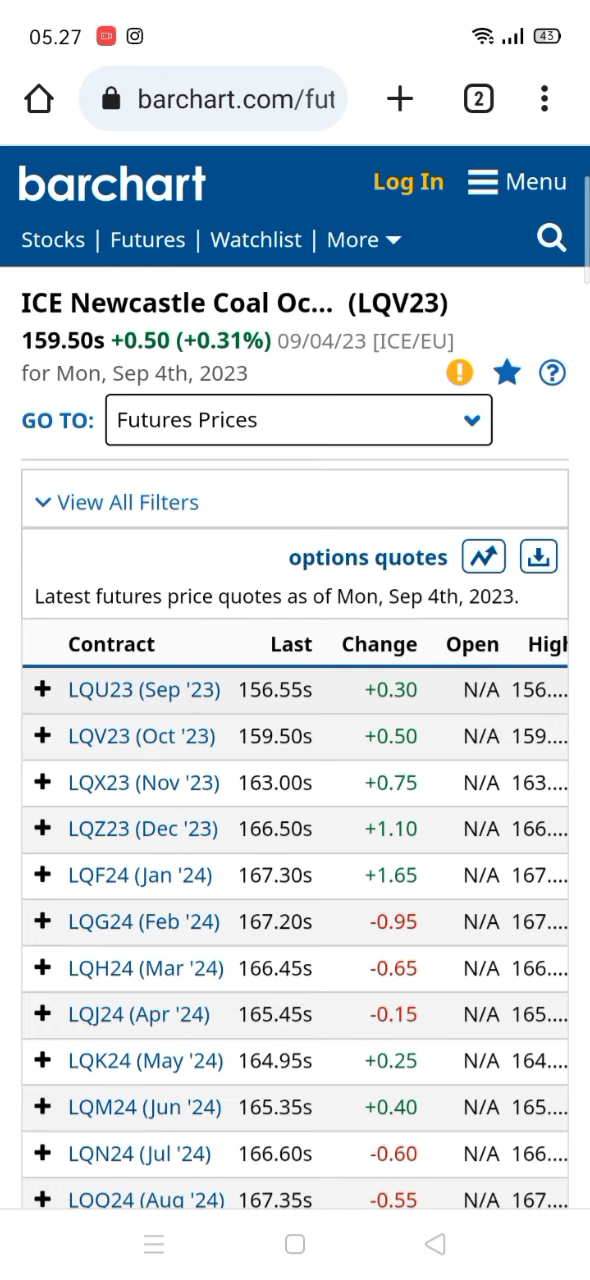 05.27
43
barchart.com/fut
2
barchart Log In Menu
Stocks | Futures | Watchlist | More
ICE Newcastle Coal Oc... (LQV23)
159.50s +0.50 (+0.31%) 09/04/23 [ICE/EU]
for Mon, Sep 4th, 2023
GO TO: Futures Prices
View All Filters
options quotes
Latest futures price quotes as of Mon, Sep 4th, 2023.
Contract Last Change Open High
LQU23 (Sep '23) 156.55s +0.30 N/A 156....
LQV23 (Oct '23) 159.50s +0.50 N/A 159....
LQX23 (Nov '23) 163.00s +0.75 N/A 163....
LQZ23 (Dec '23) 166.50s +1.10 N/A 166....
LQF24 (Jan '24) 167.30s +1.65 N/A 167....
LQG24 (Feb '24) 167.20s -0.95 N/A 167....
LQH24 (Mar '24) 166.45s -0.65 N/A 166....
LQJ24 (Apr '24) 165.45s -0.15 N/A 165....
LQK24 (May '24) 164.95s +0.25 N/A 164....
LQM24 (Jun '24) 165.35s +0.40 N/A 165....
LQN24 (Jul '24) 166.60s -0.60 N/A 166....
LQQ24 (Aug '24) 167.35s -0.55 N/A 167....